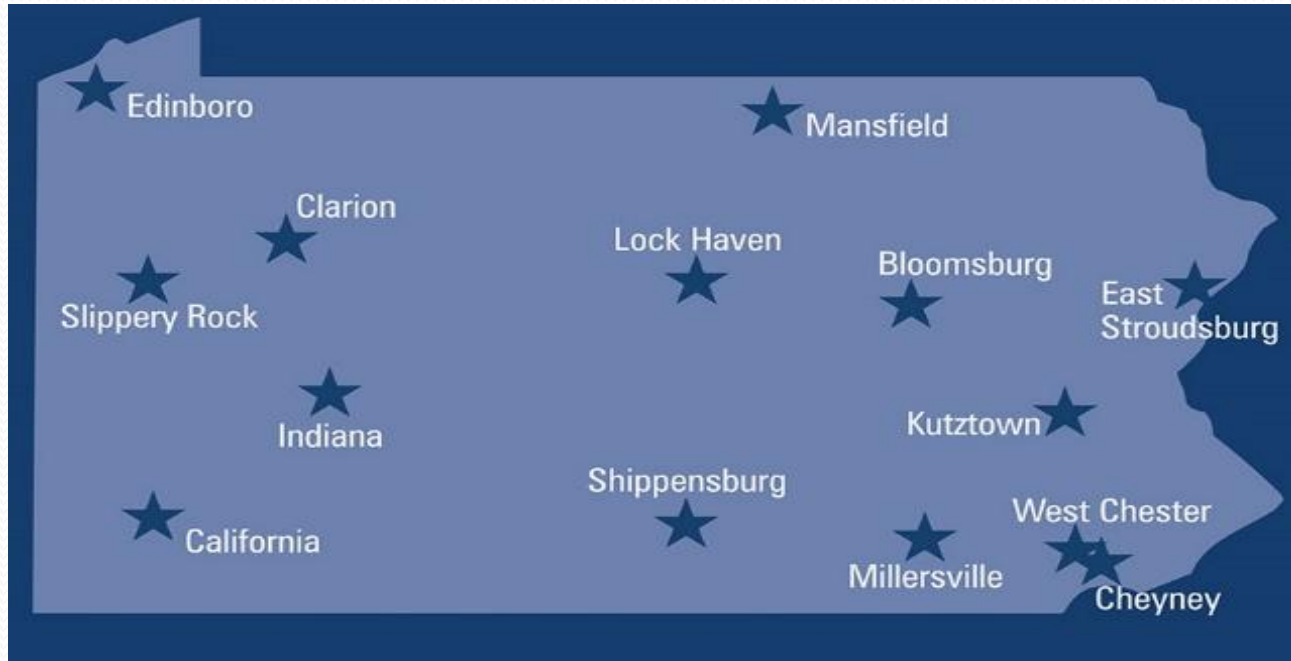 Edinboro
Mansfield
Clarion
Lock Haven
Bloomsburg
East
Stroudsburg
Slippery Rock
Kutztown
Indiana
Shippensburg
West Chester
California
Millersville
Cheyney